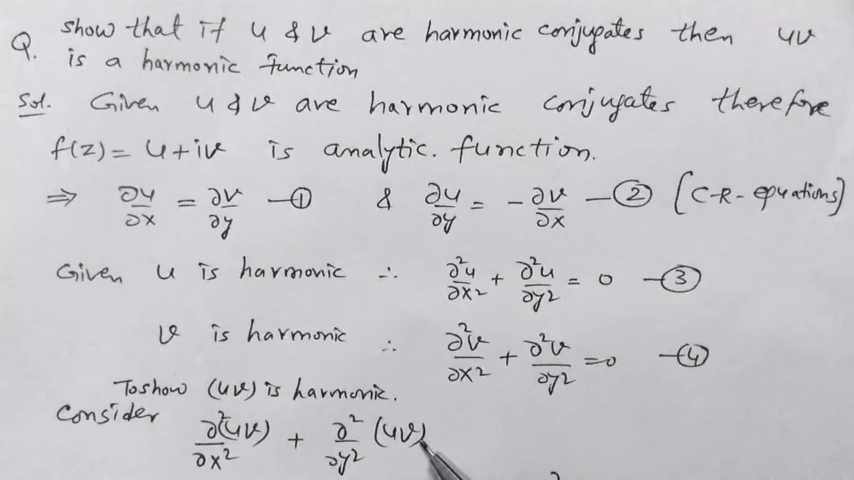 Q. show that if u & v are harmonic conjugates then uv
is a harmonic function
Sol. Given u & v are harmonic conjugates therefore
f(z) = u+iv is analytic. function.
⇒ ∂u/∂x = ∂v/∂y —① & ∂u/∂y = -∂v/∂x —② [C-R-equations]
Given u is harmonic ∴ ∂²u/∂x² + ∂²u/∂y² = 0 —③
v is harmonic ∴ ∂²v/∂x² + ∂²v/∂y² = 0 —④
To show (uv) is harmonic.
Consider
∂²(uv)/∂x² + ∂²/∂y² (uv)